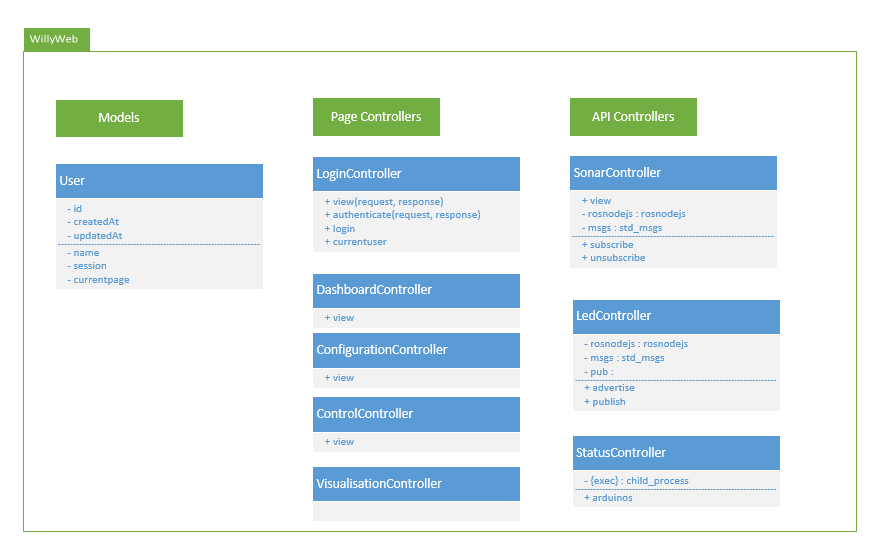 WillyWeb
Models
User
- id
- createdAt
- updatedAt
- name
- session
- currentpage
Page Controllers
LoginController
+ view(request, response)
+ authenticate(request, response)
+ login
+ currentuser
DashboardController
+ view
ConfigurationController
+ view
ControlController
+ view
VisualisationController
API Controllers
SonarController
+ view
- rosnodejs : rosnodejs
- msgs : std_msgs
+ subscribe
+ unsubscribe
LedController
- rosnodejs : rosnodejs
- msgs : std_msgs
- pub :
+ advertise
+ publish
StatusController
- {exec} : child_process
+ arduinos